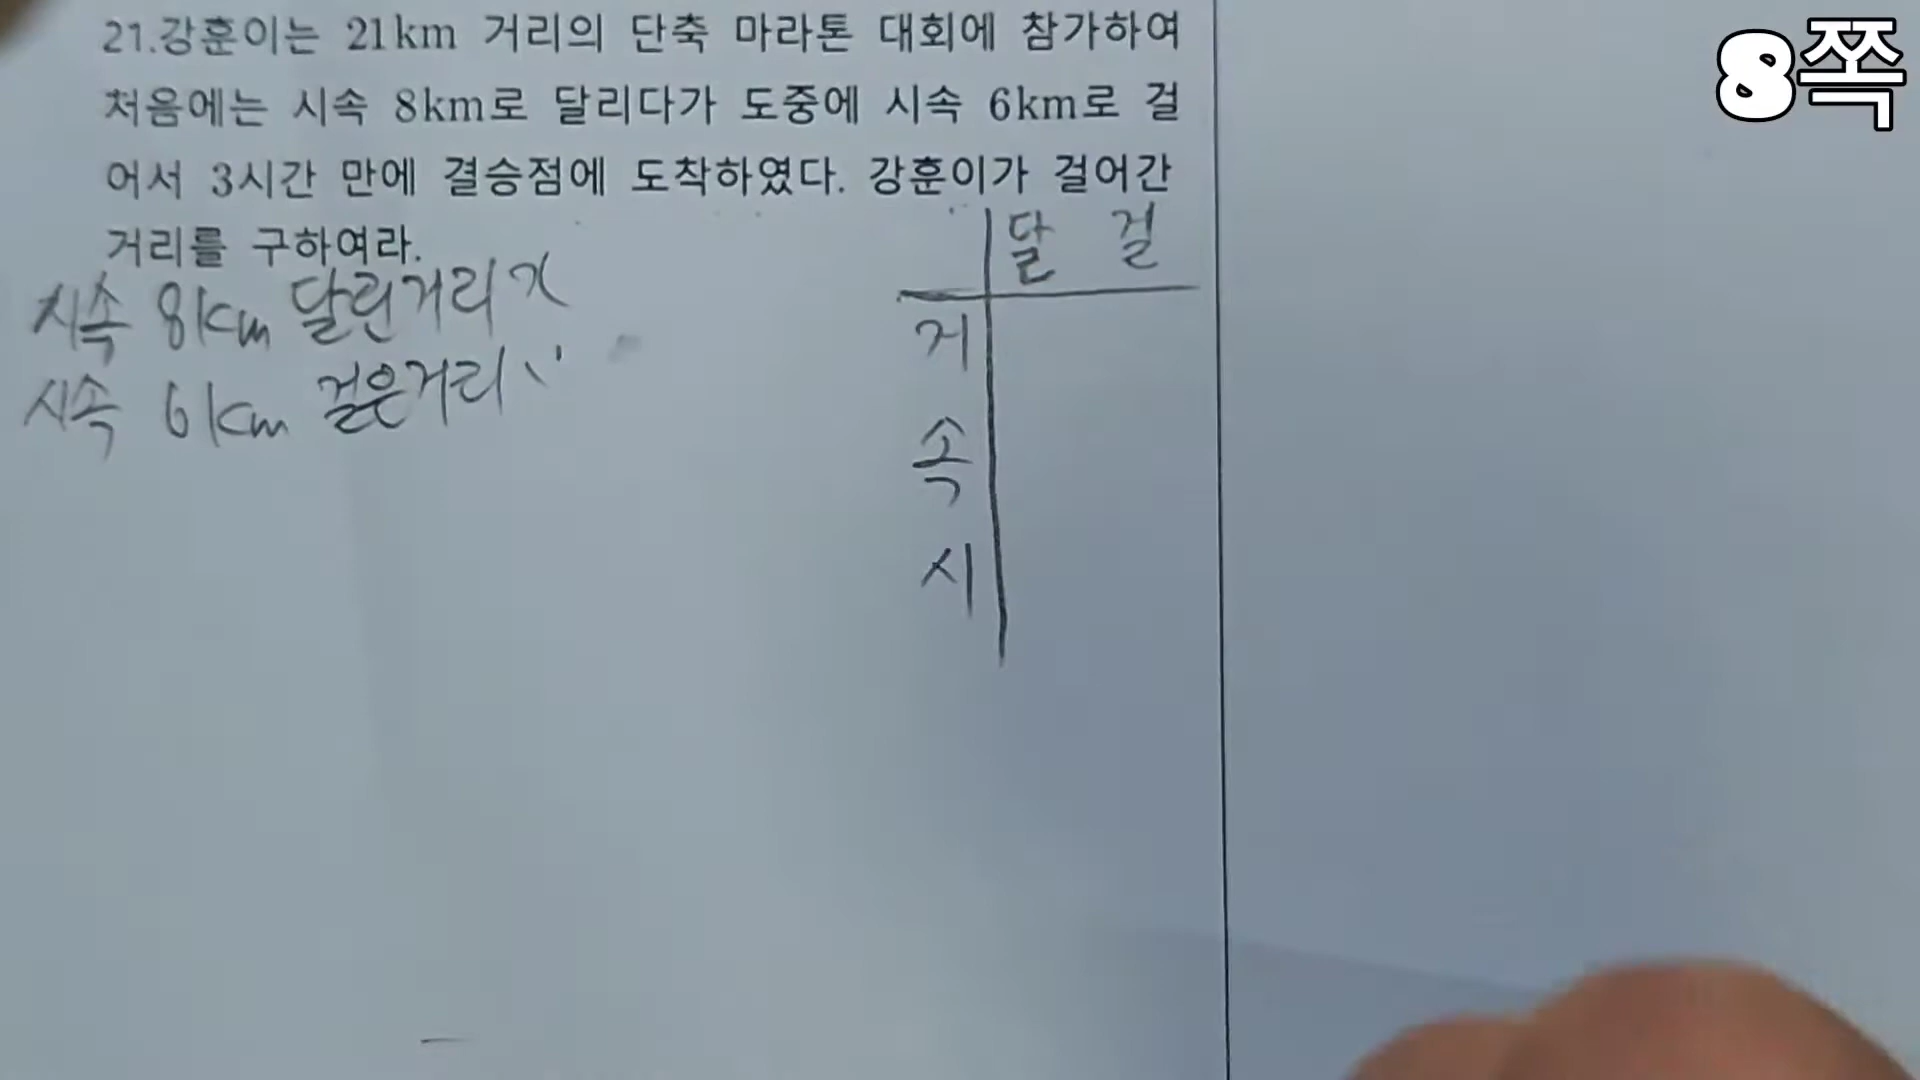 8쪽
21.강훈이는 21km 거리의 단축 마라톤 대회에 참가하여
처음에는 시속 8km로 달리다가 도중에 시속 6km로 걸
어서 3시간 만에 결승점에 도착하였다. 강훈이가 걸어간
거리를 구하여라.
시속 8km 달린거리 x
시속 6km 걸은거리
달 걸
거
속
시